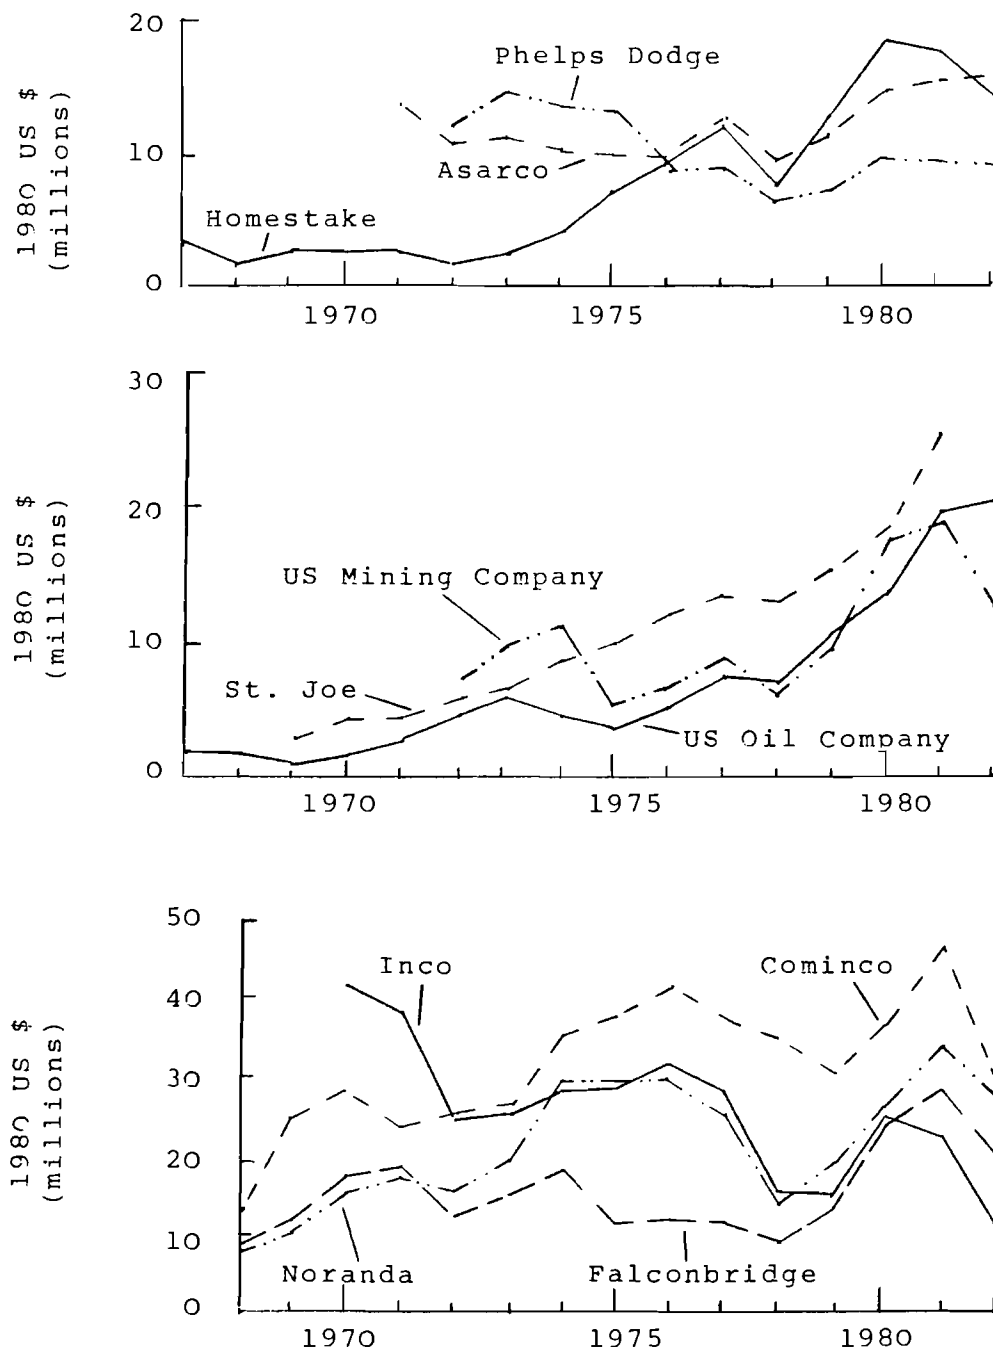 20
Phelps Dodge
1980 US $
(millions)
10
Asarco
Homestake
0
1970 1975 1980
30
20
1980 US $
(millions)
US Mining Company
10
St. Joe
US Oil Company
0
1970 1975 1980
50
Inco Cominco
40
1980 US $
(millions)
30
20
10
Noranda Falconbridge
0
1970 1975 1980